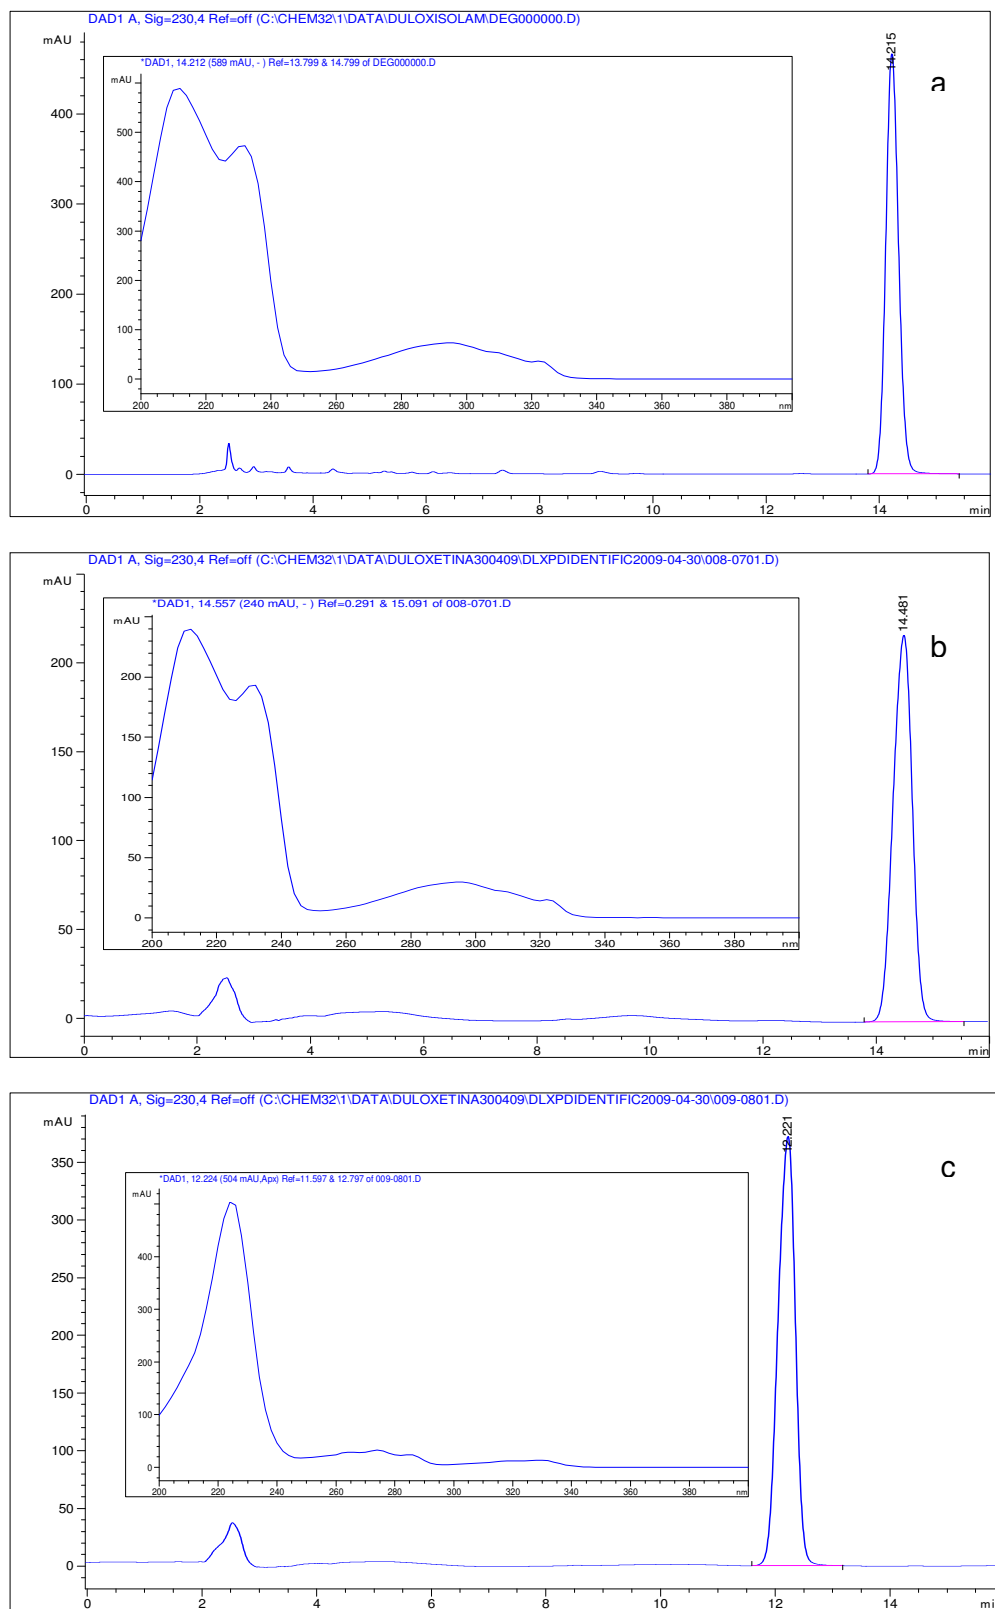 DAD1 A, Sig=230,4 Ref=off (C:\CHEM32\1\DATA\DULOXISOLAM\DEG000000.D)
mAU
14.215
a
*DAD1, 14.212 (589 mAU, - ) Ref=13.799 & 14.799 of DEG000000.D
mAU
500
400
300
200
100
0
200 220 240 260 280 300 320 340 360 380 nm
400
300
200
100
0
0 2 4 6 8 10 12 14 min
DAD1 A, Sig=230,4 Ref=off (C:\CHEM32\1\DATA\DULOXETINA300409\DLXPDIDENTIFIC2009-04-30\008-0701.D)
mAU
14.481
b
*DAD1, 14.557 (240 mAU, - ) Ref=0.291 & 15.091 of 008-0701.D
mAU
200
150
100
50
0
200 220 240 260 280 300 320 340 360 380 nm
200
150
100
50
0
0 2 4 6 8 10 12 14 min
DAD1 A, Sig=230,4 Ref=off (C:\CHEM32\1\DATA\DULOXETINA300409\DLXPDIDENTIFIC2009-04-30\009-0801.D)
mAU
12.221
c
*DAD1, 12.224 (504 mAU,Apx) Ref=11.597 & 12.797 of 009-0801.D
mAU
400
300
200
100
0
200 220 240 260 280 300 320 340 360 380 nm
350
300
250
200
150
100
50
0
0 2 4 6 8 10 12 14 mi